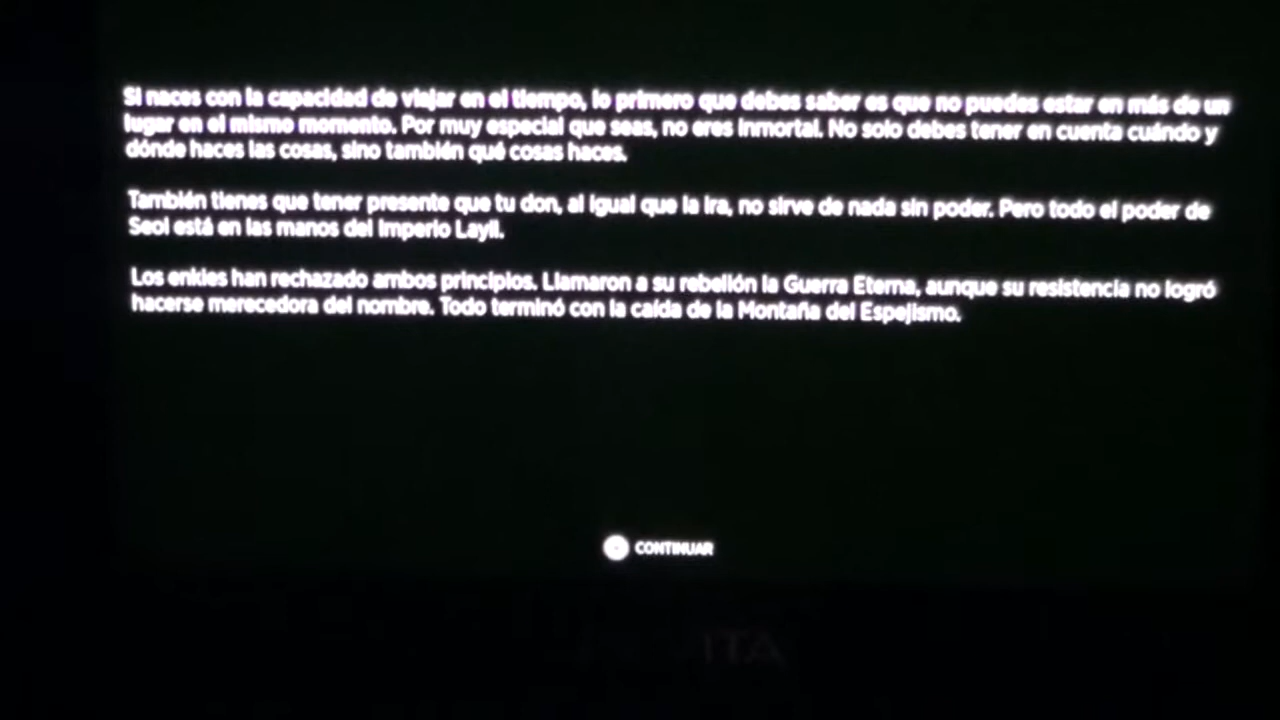 Si naces con la capacidad de viajar en el tiempo, lo primero que debes saber es que no puedes estar en más de un
lugar en el mismo momento. Por muy especial que seas, no eres inmortal. No solo debes tener en cuenta cuándo y
dónde haces las cosas, sino también qué cosas haces.
También tienes que tener presente que tu don, al igual que la ira, no sirve de nada sin poder. Pero todo el poder de
Seol está en las manos del Imperio Layil.
Los enkies han rechazado ambos principios. Llamaron a su rebelión la Guerra Eterna, aunque su resistencia no logró
hacerse merecedora del nombre. Todo terminó con la caída de la Montaña del Espejismo.
CONTINUAR